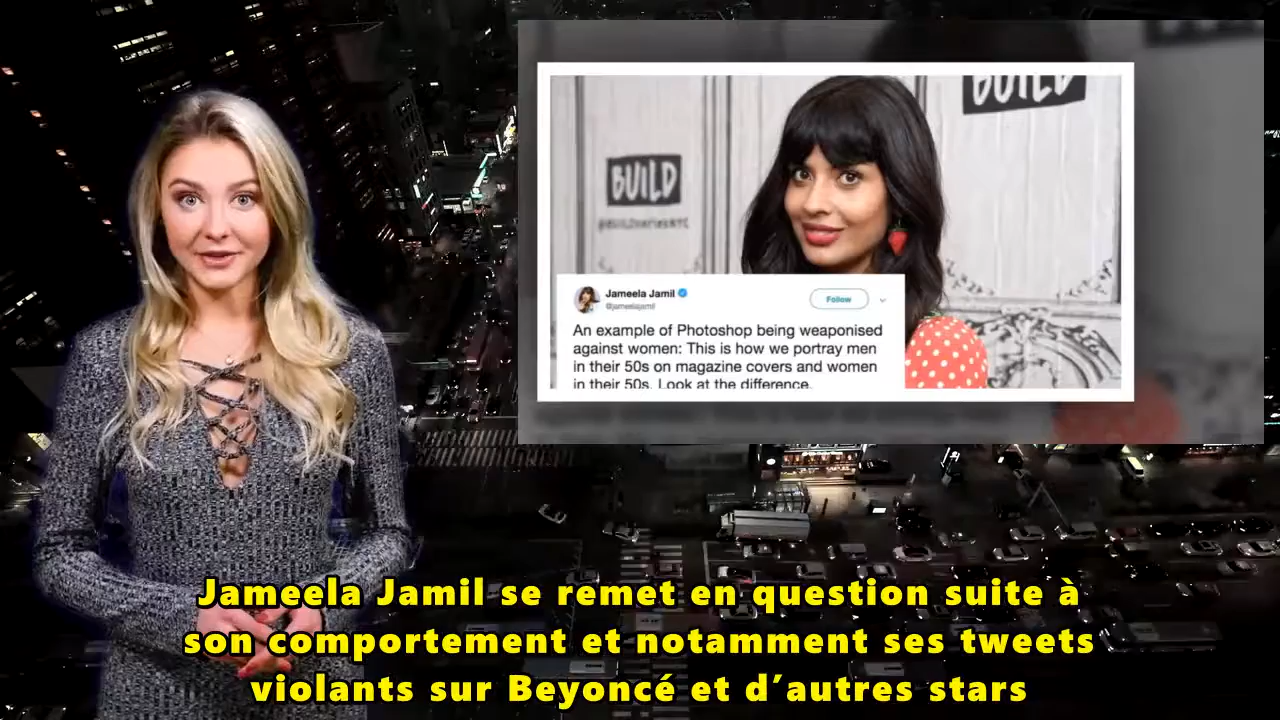 BUILD
BUILD
@BUILDseriesNYC
Jameela Jamil
@jameelajamil
Follow
An example of Photoshop being weaponised
against women: This is how we portray men
in their 50s on magazine covers and women
in their 50s. Look at the difference.
Jameela Jamil se remet en question suite à
son comportement et notamment ses tweets
violants sur Beyoncé et d’autres stars